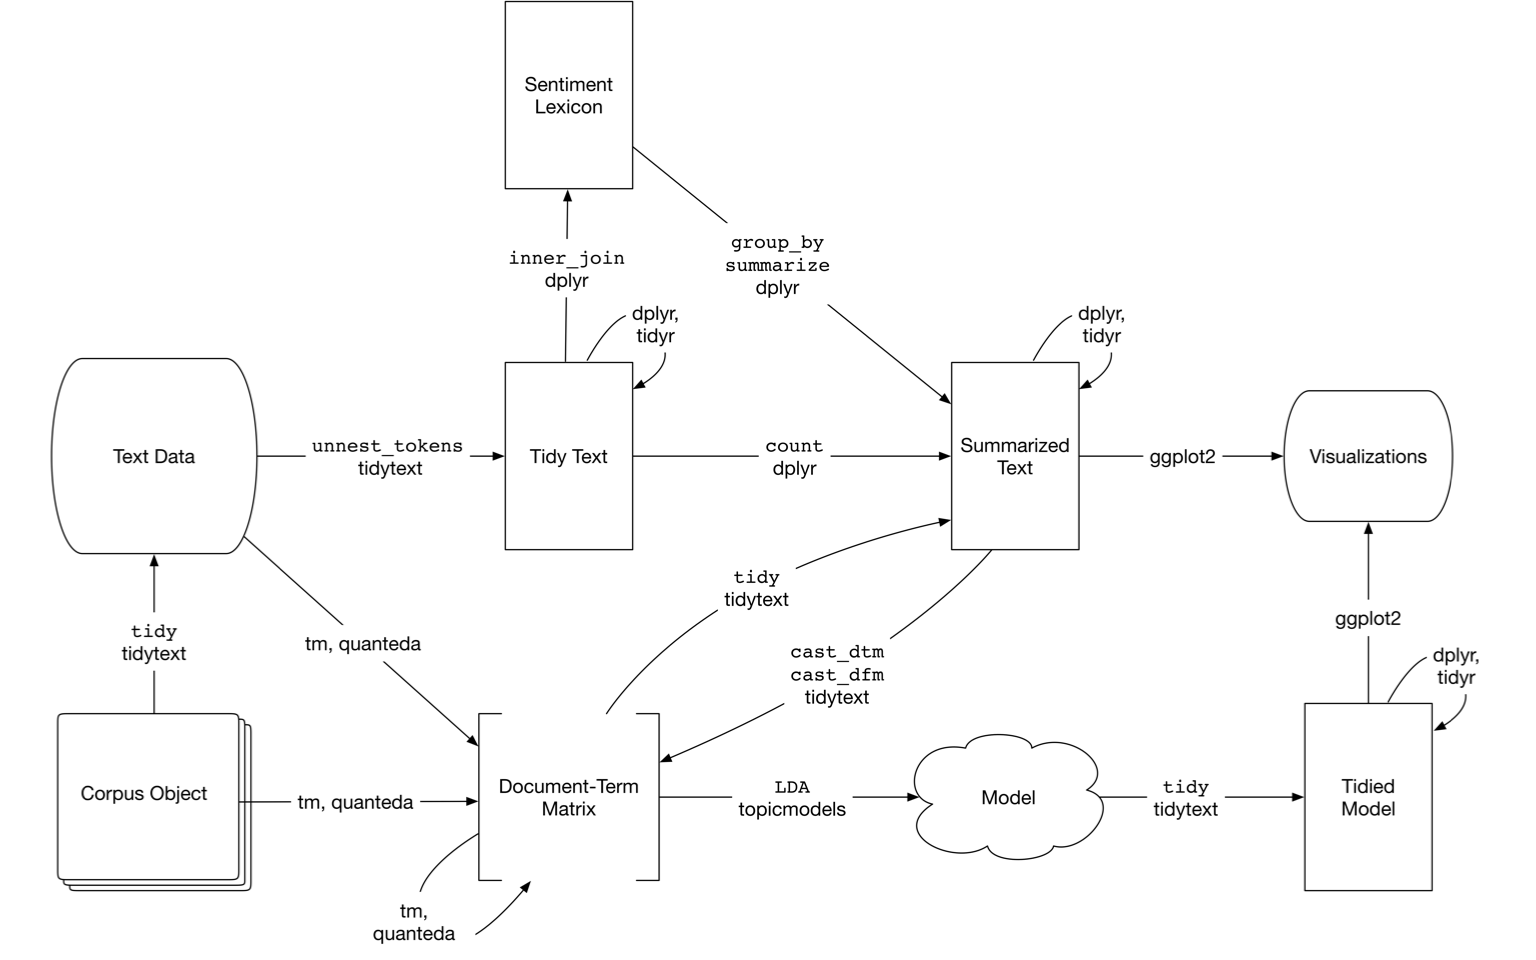 Sentiment
Lexicon
group_by
summarize
dplyr
inner_join
dplyr
dplyr,
tidyr
dplyr,
tidyr
Text Data
unnest_tokens
tidytext
Tidy Text
count
dplyr
Summarized
Text
ggplot2
Visualizations
tidy
tidytext
tidy
tidytext
tm, quanteda
cast_dtm
cast_dfm
tidytext
ggplot2
dplyr,
tidyr
Corpus Object
tm, quanteda
Document-Term
Matrix
LDA
topicmodels
Model
tidy
tidytext
Tidied
Model
tm,
quanteda